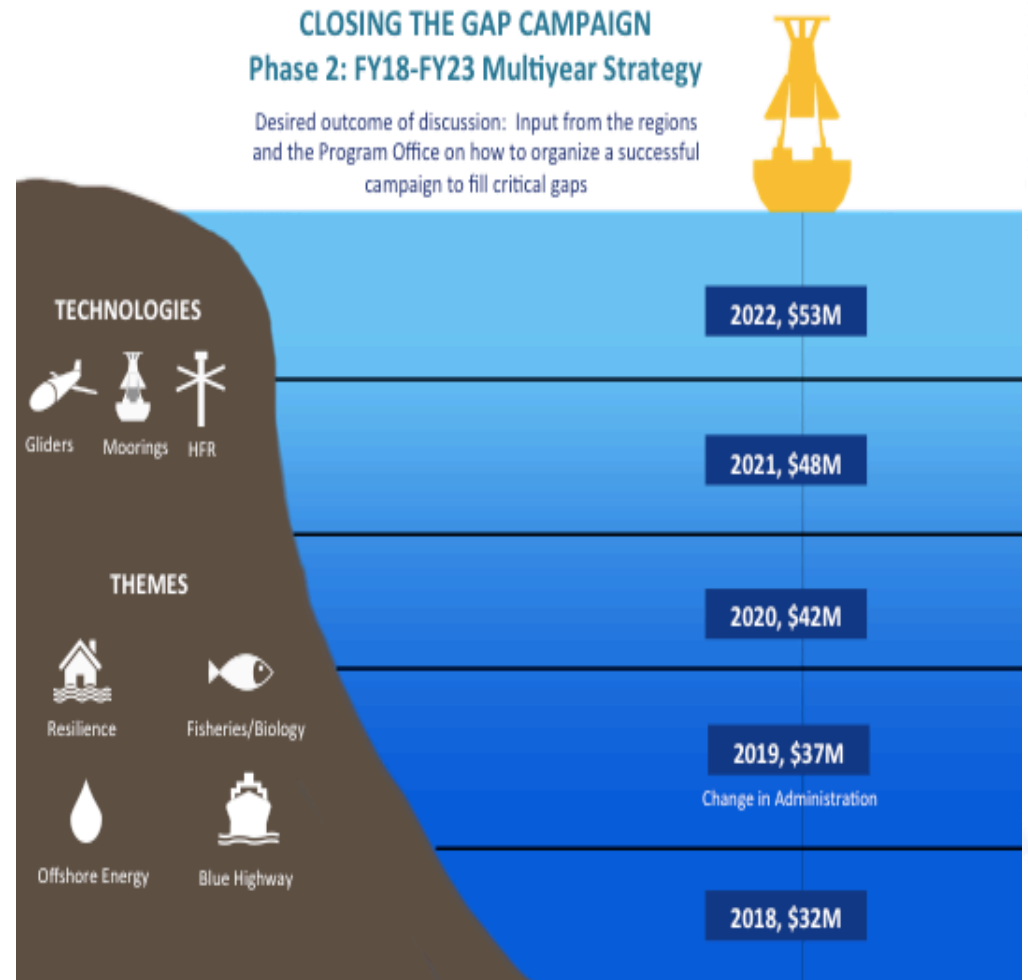 CLOSING THE GAP CAMPAIGN
Phase 2: FY18-FY23 Multiyear Strategy
Desired outcome of discussion: Input from the regions
and the Program Office on how to organize a successful
campaign to fill critical gaps
TECHNOLOGIES
Gliders
Moorings
HFR
THEMES
Resilience
Fisheries/Biology
Offshore Energy
Blue Highway
2022, $53M
2021, $48M
2020, $42M
2019, $37M
Change in Administration
2018, $32M